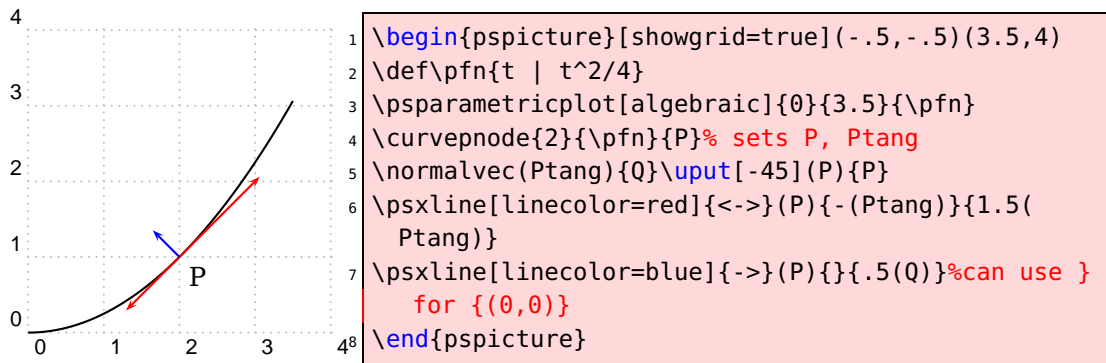 4
3
2
1
0
P
0 1 2 3 4
1 \begin{pspicture}[showgrid=true](-.5,-.5)(3.5,4)
2 \def\pfn{t | t^2/4}
3 \psparametricplot[algebraic]{0}{3.5}{\pfn}
4 \curvepnode{2}{\pfn}{P}% sets P, Ptang
5 \normalvec(Ptang){Q}\uput[-45](P){P}
6 \psxline[linecolor=red]{<->}(P){-(Ptang)}{1.5(
Ptang)}
7 \psxline[linecolor=blue]{->}(P){}{.5(Q)}%can use }
for {(0,0)}
8 \end{pspicture}